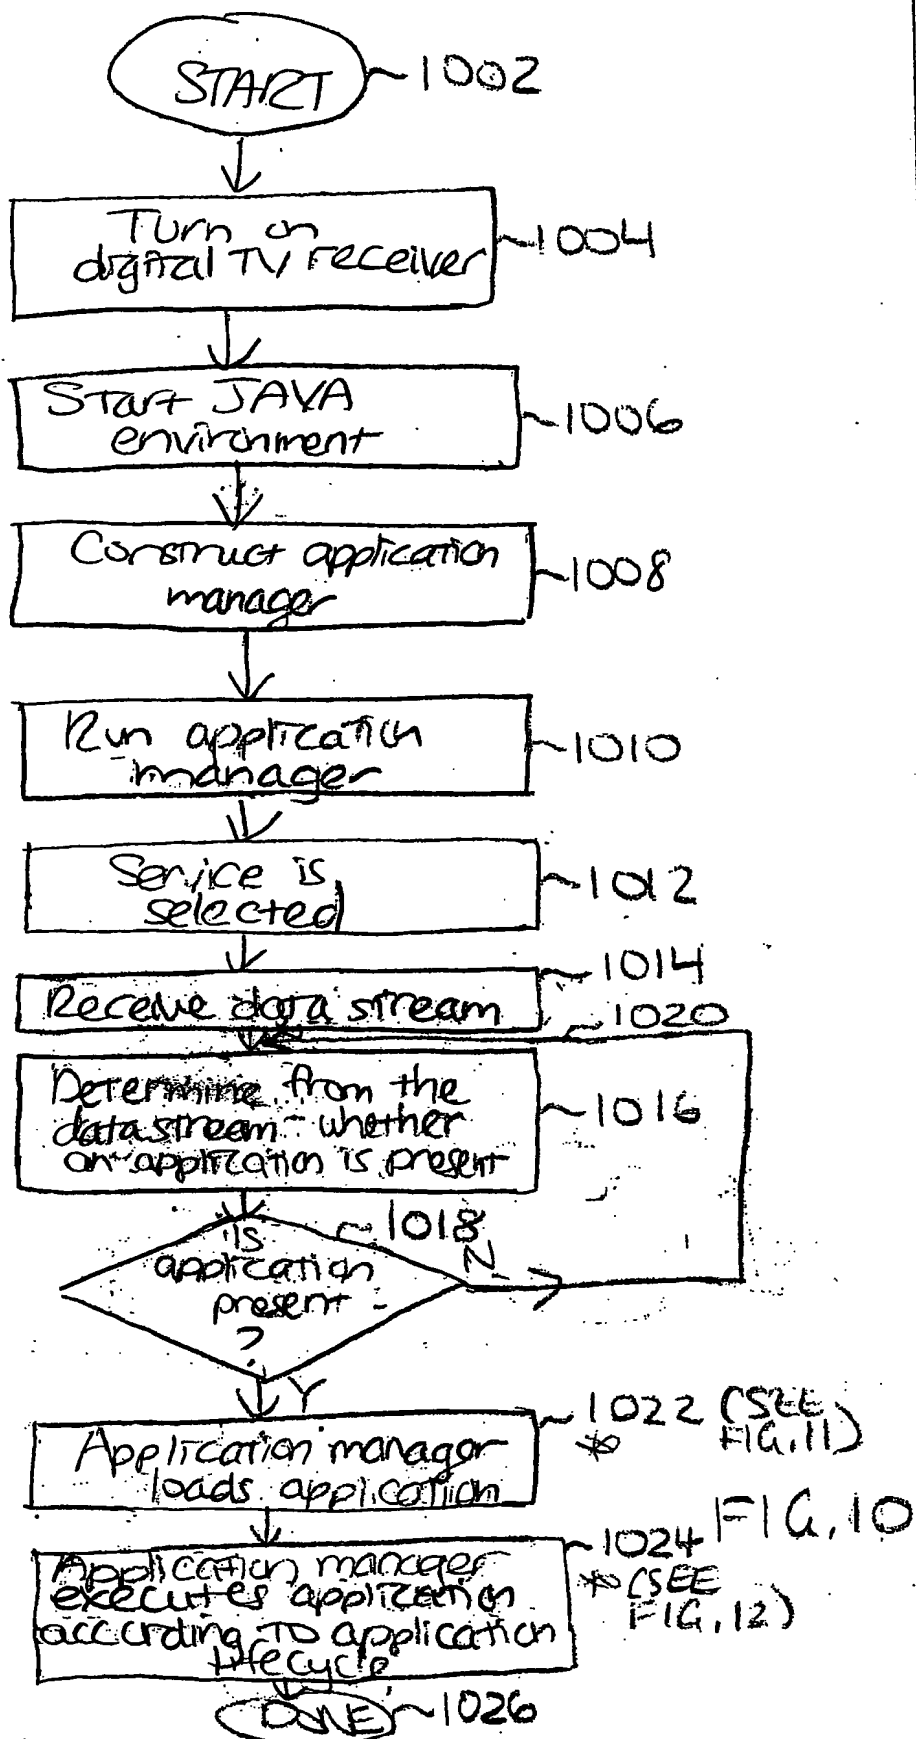 START 1002
Turn on
digital TV receiver 1004
Start JAVA
environment 1006
Construct application
manager 1008
Run application
manager 1010
Service is
selected 1012
1014
Receive data stream
1020
Determine from the
data stream whether
an application is present 1016
1018
Is
application
present
?
N
Y
Application manager
loads application
1022 (SEE
* FIG. 11)
FIG. 10
Application manager
executes application
according to application
lifecycle
1024
* (SEE
FIG. 12)
DONE 1026